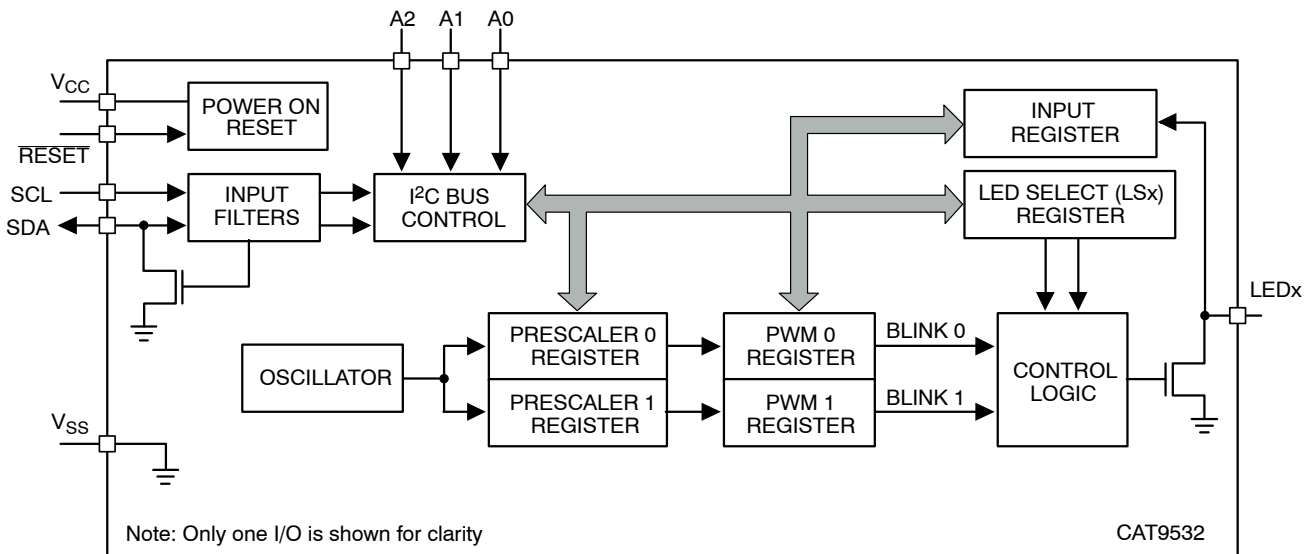 A2 A1 A0
V_CC
POWER ON
RESET
RESET
SCL
SDA
INPUT
FILTERS
I²C BUS
CONTROL
INPUT
REGISTER
LED SELECT (LSx)
REGISTER
LEDx
OSCILLATOR
PRESCALER 0
REGISTER
PRESCALER 1
REGISTER
PWM 0
REGISTER
PWM 1
REGISTER
BLINK 0
BLINK 1
CONTROL
LOGIC
V_SS
Note: Only one I/O is shown for clarity
CAT9532